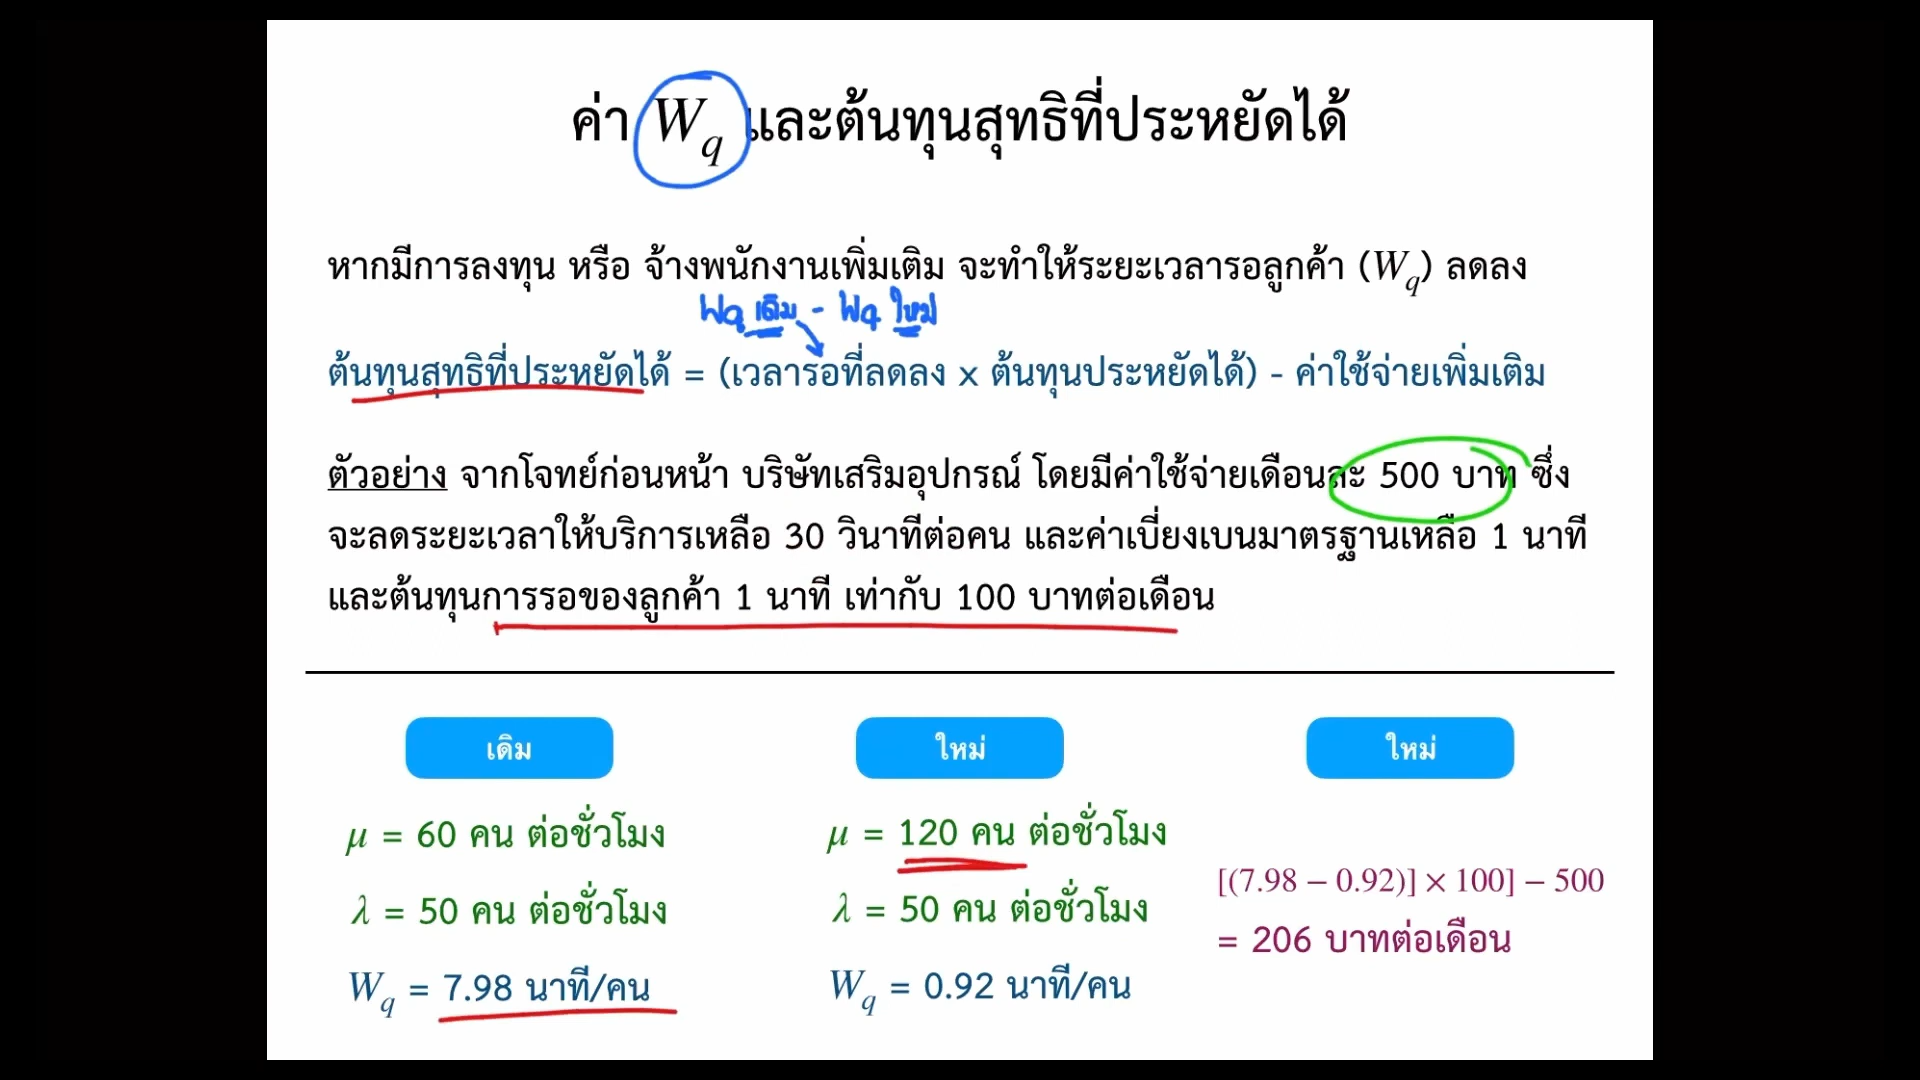 ค่า Wq และต้นทุนสุทธิที่ประหยัดได้
หากมีการลงทุน หรือ จ้างพนักงานเพิ่มเติม จะทำให้ระยะเวลารอลูกค้า (Wq) ลดลง
Wq เดิม - Wq ใหม่
ต้นทุนสุทธิที่ประหยัดได้ = (เวลารอที่ลดลง x ต้นทุนประหยัดได้) - ค่าใช้จ่ายเพิ่มเติม
ตัวอย่าง จากโจทย์ก่อนหน้า บริษัทเสริมอุปกรณ์ โดยมีค่าใช้จ่ายเดือนละ 500 บาท ซึ่ง
จะลดระยะเวลาให้บริการเหลือ 30 วินาทีต่อคน และค่าเบี่ยงเบนมาตรฐานเหลือ 1 นาที
และต้นทุนการรอของลูกค้า 1 นาที เท่ากับ 100 บาทต่อเดือน
เดิม
μ = 60 คน ต่อชั่วโมง
λ = 50 คน ต่อชั่วโมง
Wq = 7.98 นาที/คน
ใหม่
μ = 120 คน ต่อชั่วโมง
λ = 50 คน ต่อชั่วโมง
Wq = 0.92 นาที/คน
ใหม่
[(7.98 − 0.92)] × 100] − 500
= 206 บาทต่อเดือน